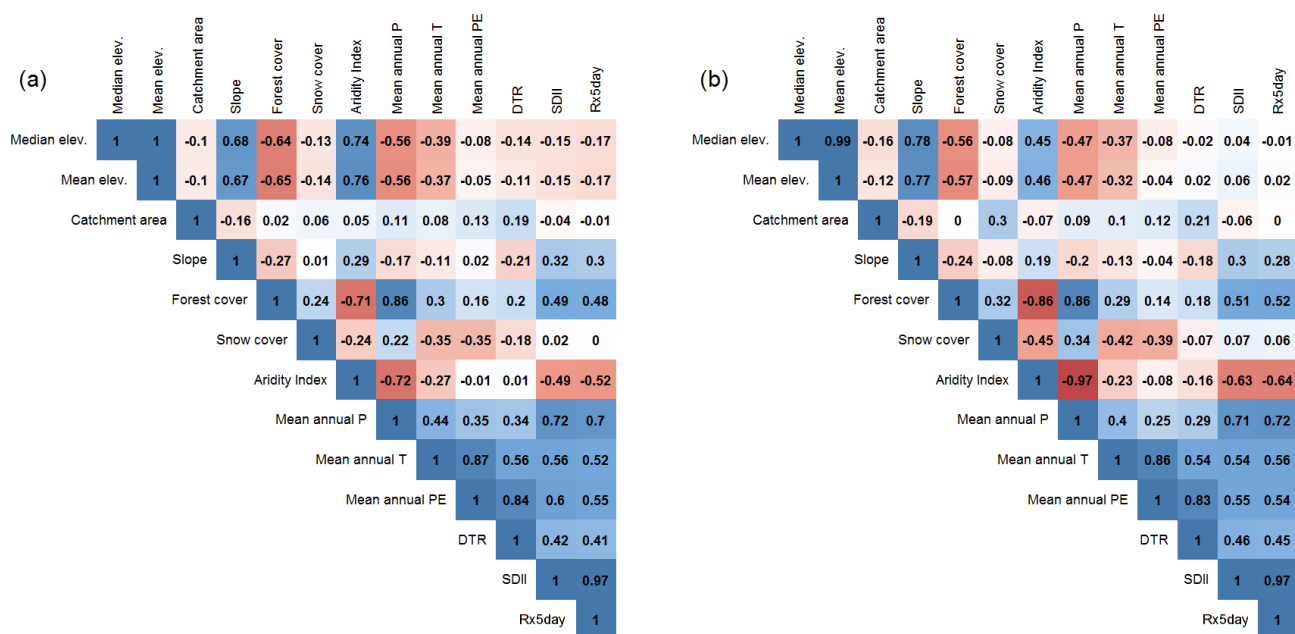 (a)
Median elev.
Mean elev.
Catchment area
Slope
Forest cover
Snow cover
Aridity Index
Mean annual P
Mean annual T
Mean annual PE
DTR
SDII
Rx5day
Median elev. 1 1 -0.1 0.68 -0.64 -0.13 0.74 -0.56 -0.39 -0.08 -0.14 -0.15 -0.17
Mean elev. 1 -0.1 0.67 -0.65 -0.14 0.76 -0.56 -0.37 -0.05 -0.11 -0.15 -0.17
Catchment area 1 -0.16 0.02 0.06 0.05 0.11 0.08 0.13 0.19 -0.04 -0.01
Slope 1 -0.27 0.01 0.29 -0.17 -0.11 0.02 -0.21 0.32 0.3
Forest cover 1 0.24 -0.71 0.86 0.3 0.16 0.2 0.49 0.48
Snow cover 1 -0.24 0.22 -0.35 -0.35 -0.18 0.02 0
Aridity Index 1 -0.72 -0.27 -0.01 0.01 -0.49 -0.52
Mean annual P 1 0.44 0.35 0.34 0.72 0.7
Mean annual T 1 0.87 0.56 0.56 0.52
Mean annual PE 1 0.84 0.6 0.55
DTR 1 0.42 0.41
SDII 1 0.97
Rx5day 1
(b)
Median elev.
Mean elev.
Catchment area
Slope
Forest cover
Snow cover
Aridity Index
Mean annual P
Mean annual T
Mean annual PE
DTR
SDII
Rx5day
Median elev. 1 0.99 -0.16 0.78 -0.56 -0.08 0.45 -0.47 -0.37 -0.08 -0.02 0.04 -0.01
Mean elev. 1 -0.12 0.77 -0.57 -0.09 0.46 -0.47 -0.32 -0.04 0.02 0.06 0.02
Catchment area 1 -0.19 0 0.3 -0.07 0.09 0.1 0.12 0.21 -0.06 0
Slope 1 -0.24 -0.08 0.19 -0.2 -0.13 -0.04 -0.18 0.3 0.28
Forest cover 1 0.32 -0.86 0.86 0.29 0.14 0.18 0.51 0.52
Snow cover 1 -0.45 0.34 -0.42 -0.39 -0.07 0.07 0.06
Aridity Index 1 -0.97 -0.23 -0.08 -0.16 -0.63 -0.64
Mean annual P 1 0.4 0.25 0.29 0.71 0.72
Mean annual T 1 0.86 0.54 0.54 0.56
Mean annual PE 1 0.83 0.55 0.54
DTR 1 0.46 0.45
SDII 1 0.97
Rx5day 1